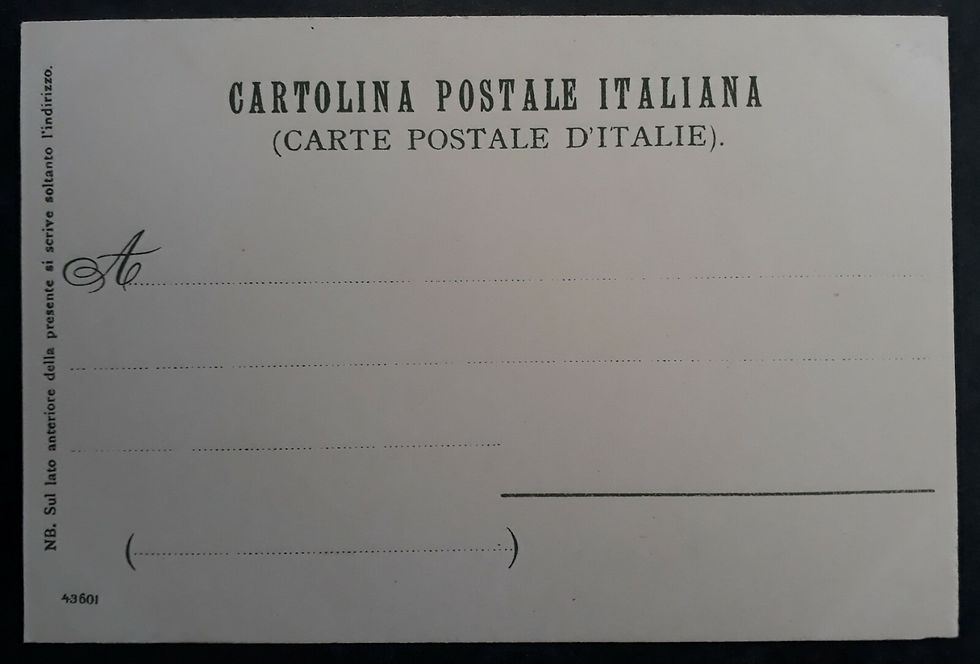 CARTOLINA POSTALE ITALIANA
(CARTE POSTALE D'ITALIE).
A
( )
NB. Sul lato anteriore della presente si scrive soltanto l'indirizzo.
43601